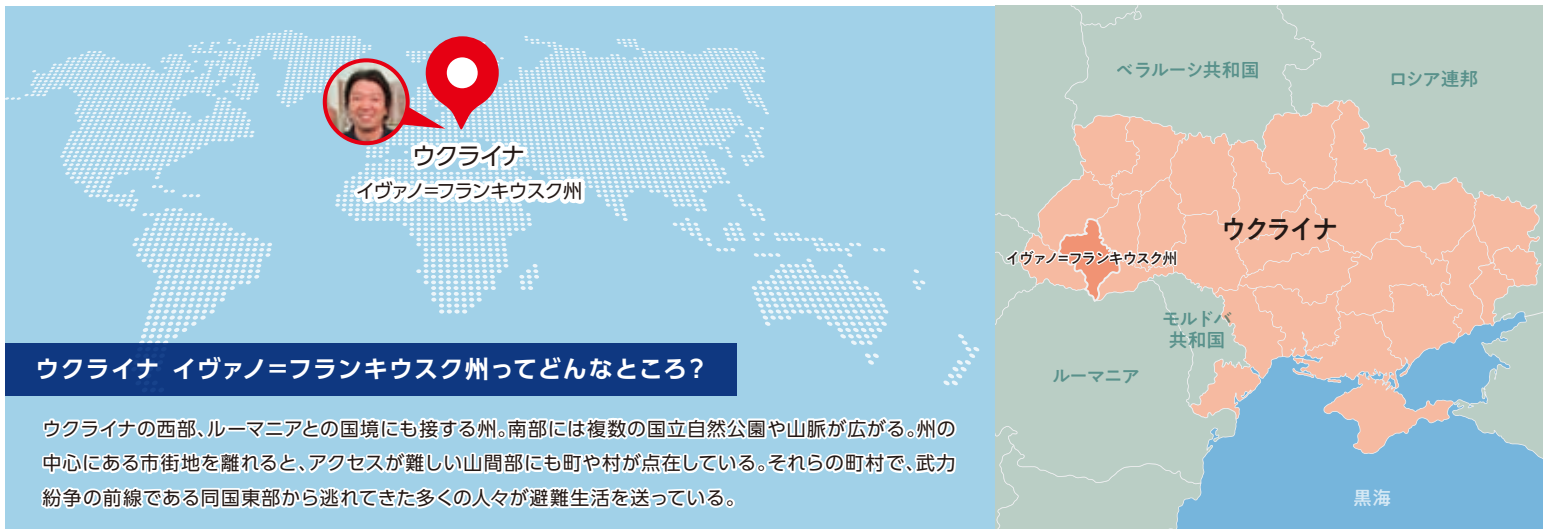 ウクライナ
イヴァノ=フランキウスク州
ウクライナ イヴァノ=フランキウスク州ってどんなところ?
ウクライナの西部、ルーマニアとの国境にも接する州。南部には複数の国立自然公園や山脈が広がる。州の
中心にある市街地を離れると、アクセスが難しい山間部にも町や村が点在している。それらの町村で、武力
紛争の前線である同国東部から逃れてきた多くの人々が避難生活を送っている。
ベラルーシ共和国
ロシア連邦
ウクライナ
イヴァノ=フランキウスク州
モルドバ
共和国
ルーマニア
黒海